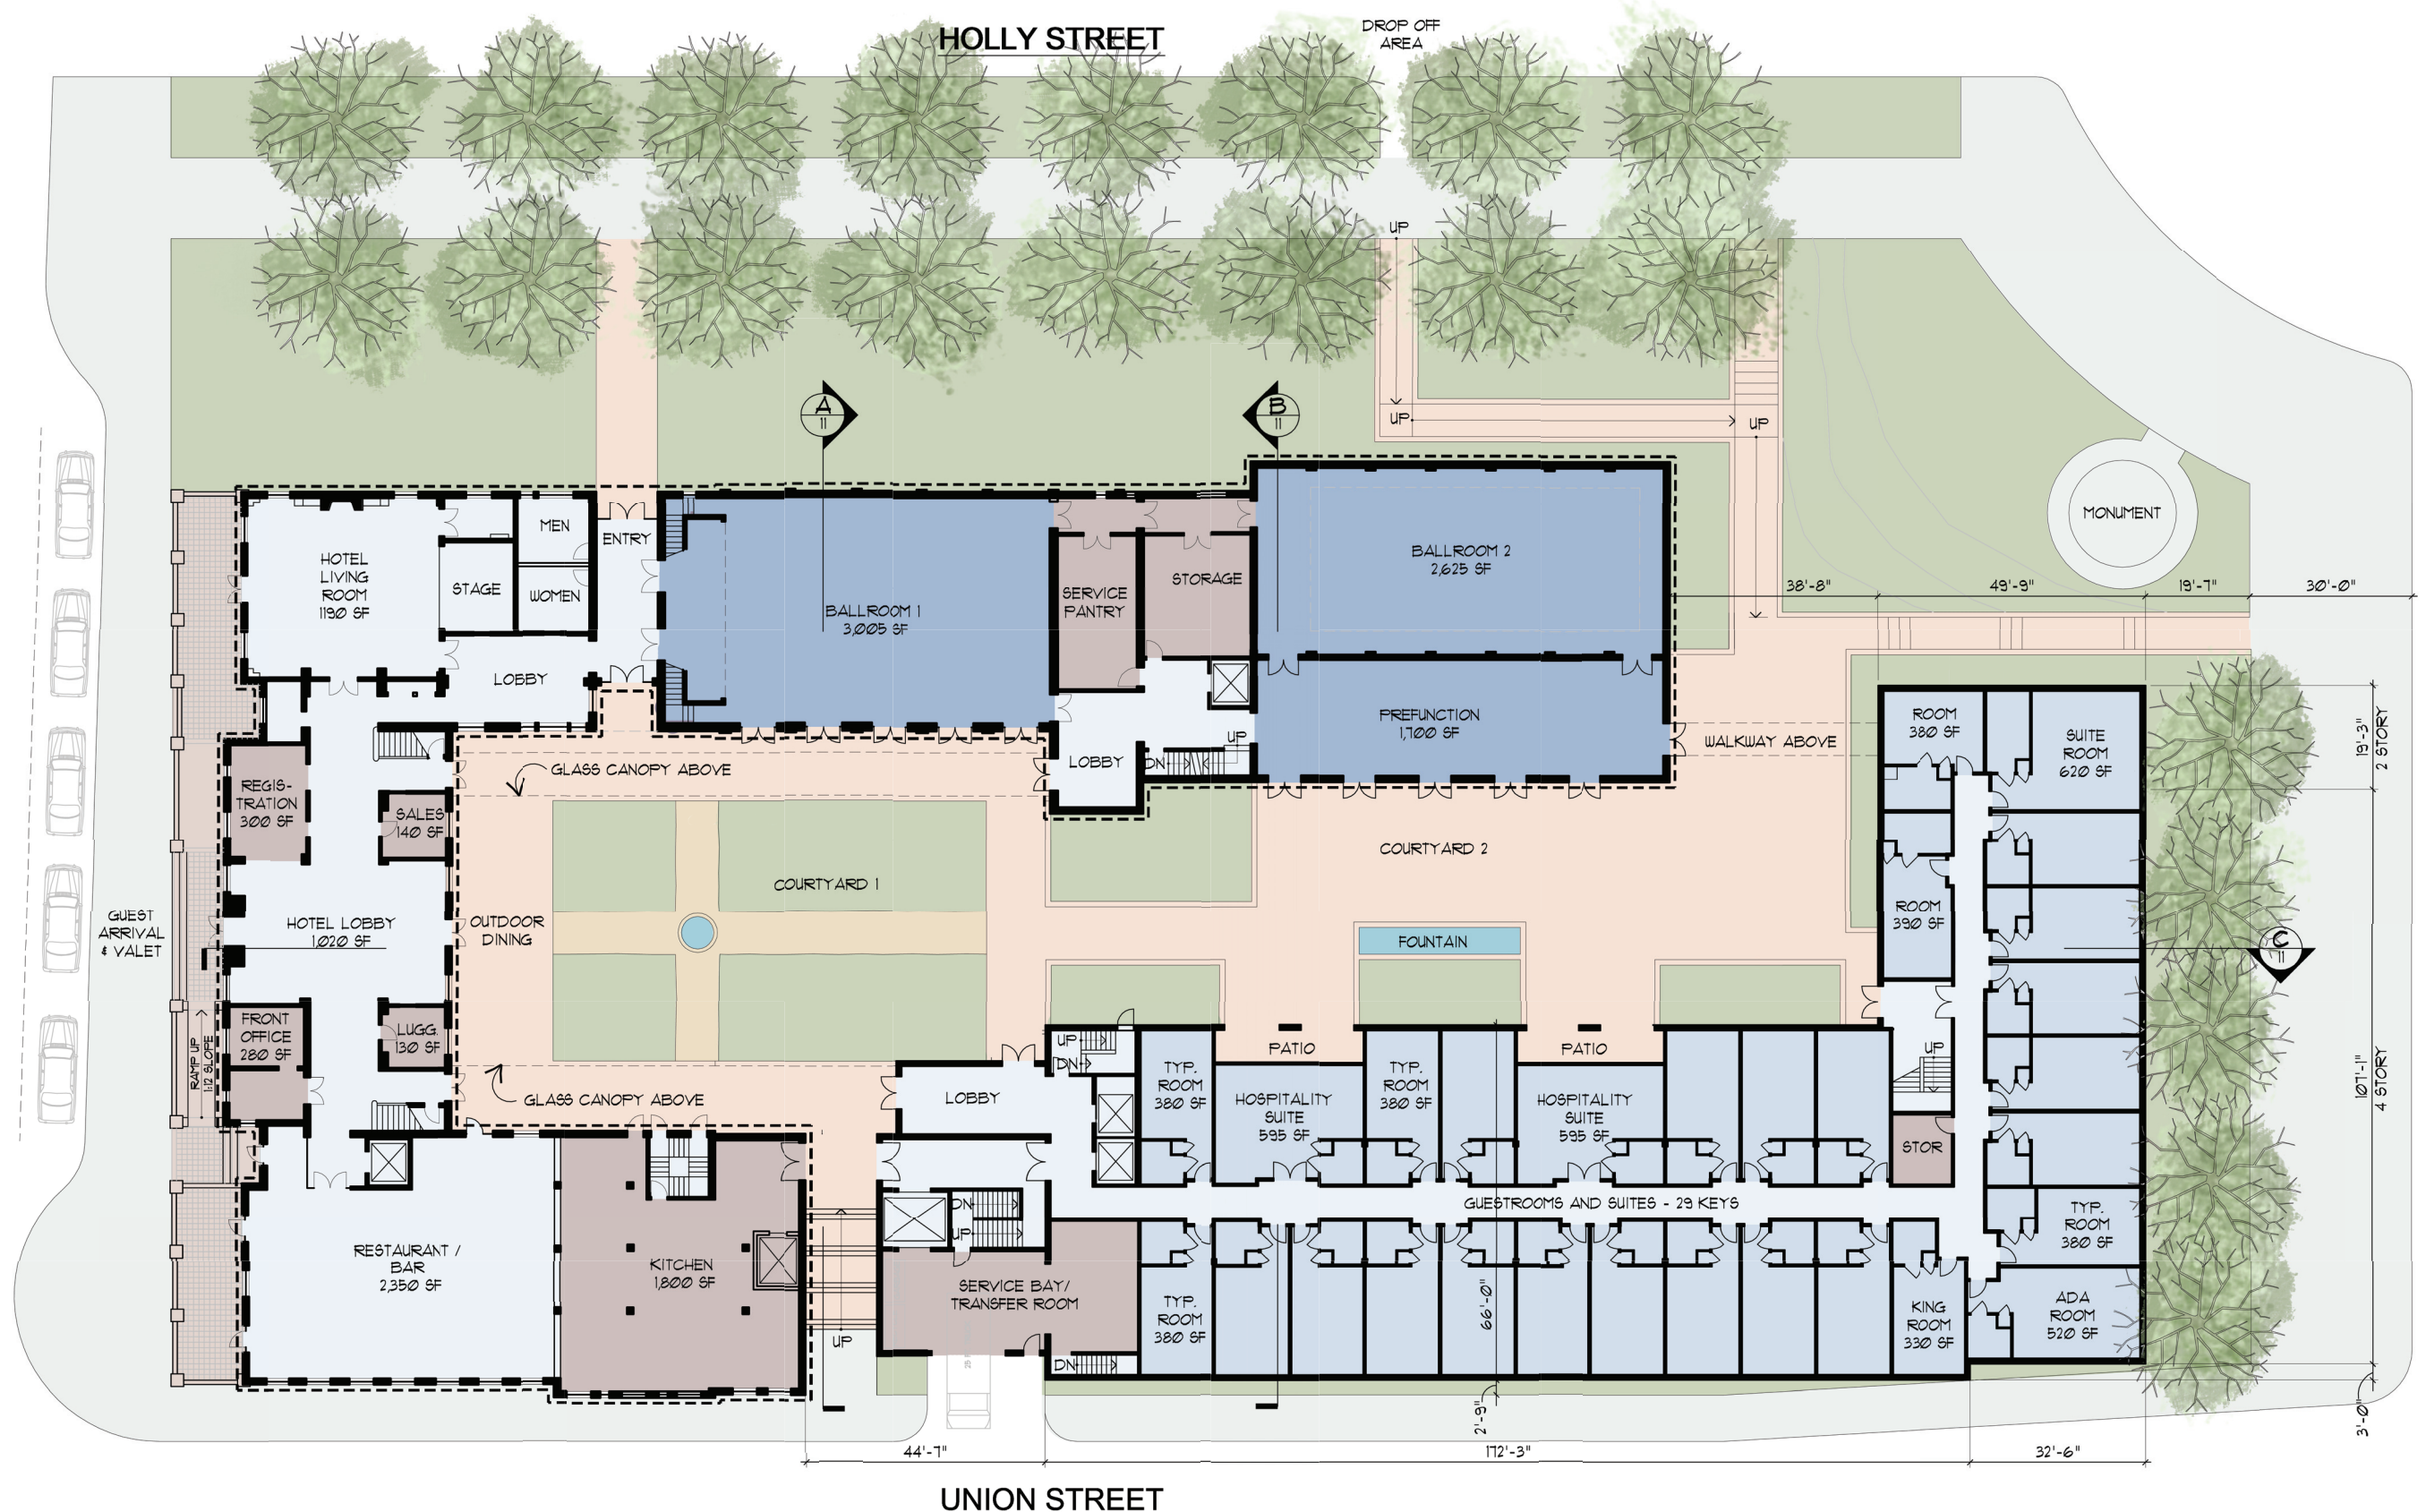 HOLLY STREET
DROP OFF
AREA
UP
A
11
B
11
UP
UP
MONUMENT
MEN
ENTRY
HOTEL
LIVING
ROOM
1190 SF
STAGE
WOMEN
BALLROOM 1
3,005 SF
SERVICE
PANTRY
STORAGE
BALLROOM 2
2,625 SF
38'-8"
49'-9"
19'-7"
30'-0"
LOBBY
PREFUNCTION
1,700 SF
UP
DN
LOBBY
WALKWAY ABOVE
ROOM
380 SF
SUITE
ROOM
620 SF
19'-3"
2 STORY
GLASS CANOPY ABOVE
REGIS-
TRATION
300 SF
SALES
140 SF
COURTYARD 1
COURTYARD 2
GUEST
ARRIVAL
& VALET
HOTEL LOBBY
1,020 SF
OUTDOOR
DINING
FOUNTAIN
ROOM
390 SF
C
11
FRONT
OFFICE
280 SF
LUGG.
130 SF
RAMP UP
1:12 SLOPE
GLASS CANOPY ABOVE
LOBBY
UP
DN
TYP.
ROOM
380 SF
PATIO
HOSPITALITY
SUITE
595 SF
TYP.
ROOM
380 SF
PATIO
HOSPITALITY
SUITE
595 SF
UP
STOR
107'-1"
4 STORY
GUESTROOMS AND SUITES - 29 KEYS
DN
UP
TYP.
ROOM
380 SF
RESTAURANT /
BAR
2,350 SF
KITCHEN
1,800 SF
UP
SERVICE BAY/
TRANSFER ROOM
DN
TYP.
ROOM
380 SF
66'-0"
KING
ROOM
330 SF
ADA
ROOM
520 SF
2'-9"
3'-0"
44'-7"
172'-3"
32'-6"
UNION STREET